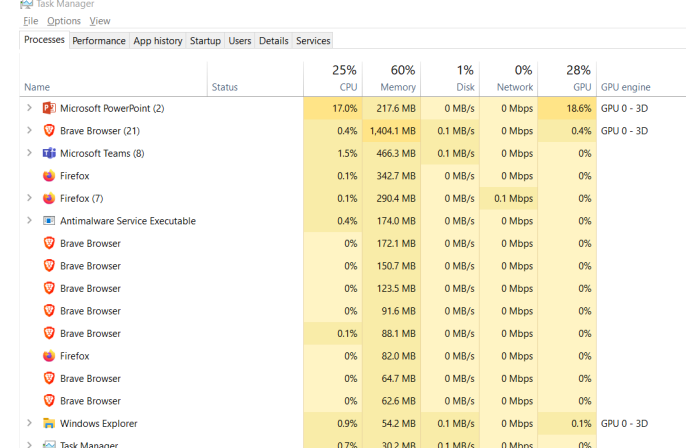 Task Manager
File Options View
Processes Performance App history Startup Users Details Services
25% 60% 1% 0% 28%
Name Status CPU Memory Disk Network GPU GPU engine
Microsoft PowerPoint (2) 17.0% 217.6 MB 0 MB/s 0 Mbps 18.6% GPU 0 - 3D
Brave Browser (21) 0.4% 1,404.1 MB 0.1 MB/s 0 Mbps 0.4% GPU 0 - 3D
Microsoft Teams (8) 1.5% 466.3 MB 0.1 MB/s 0 Mbps 0%
Firefox 0.1% 342.7 MB 0 MB/s 0 Mbps 0%
Firefox (7) 0.1% 290.4 MB 0 MB/s 0.1 Mbps 0%
Antimalware Service Executable 0.4% 174.0 MB 0 MB/s 0 Mbps 0%
Brave Browser 0% 172.1 MB 0 MB/s 0 Mbps 0%
Brave Browser 0% 150.7 MB 0 MB/s 0 Mbps 0%
Brave Browser 0% 123.5 MB 0 MB/s 0 Mbps 0%
Brave Browser 0% 91.6 MB 0 MB/s 0 Mbps 0%
Brave Browser 0.1% 88.1 MB 0 MB/s 0 Mbps 0%
Firefox 0% 82.0 MB 0 MB/s 0 Mbps 0%
Brave Browser 0% 64.7 MB 0 MB/s 0 Mbps 0%
Brave Browser 0% 62.6 MB 0 MB/s 0 Mbps 0%
Windows Explorer 0.9% 54.2 MB 0.1 MB/s 0 Mbps 0.1% GPU 0 - 3D
Task Manager 0.7% 30.2 MB 0.1 MB/s 0 Mbps 0%